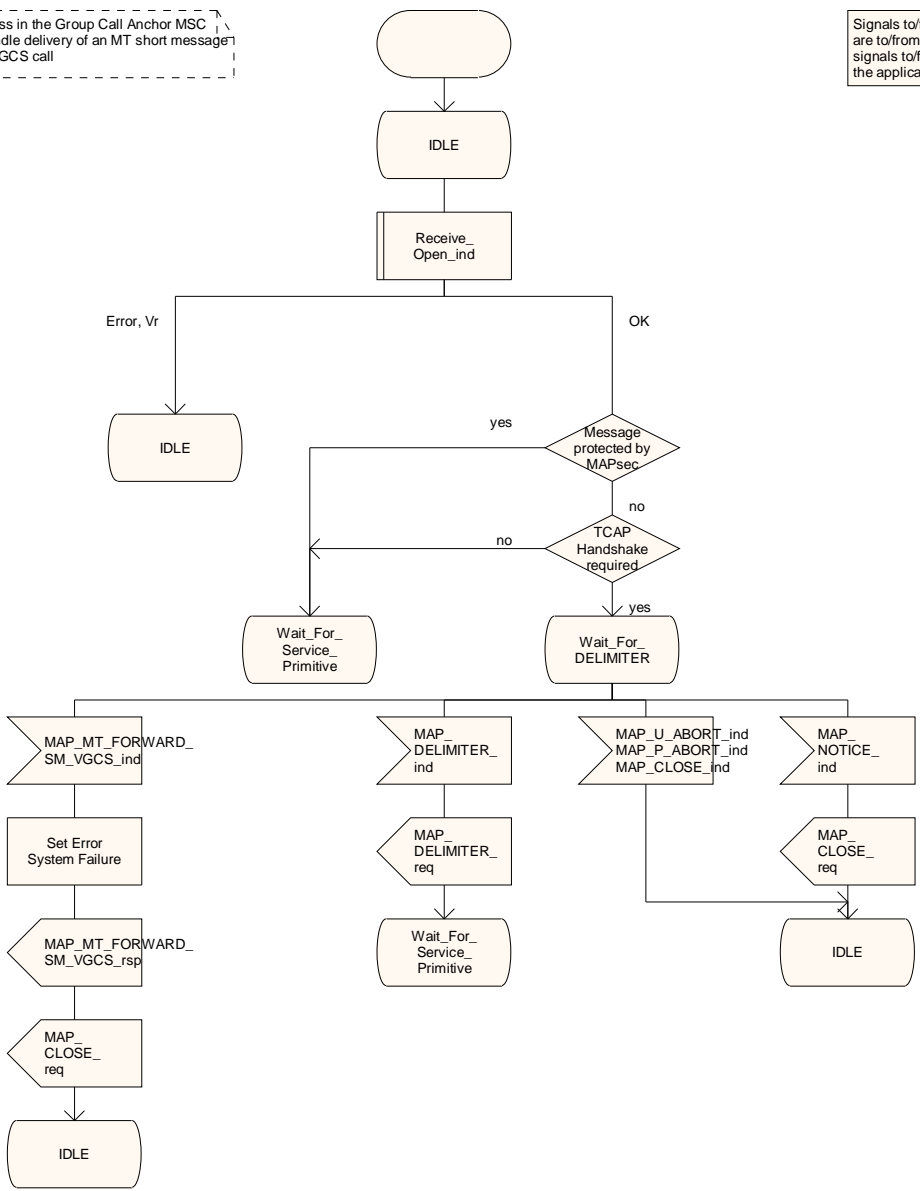 ss in the Group Call Anchor MSC
dle delivery of an MT short message
GCS call
Signals to/
are to/from
signals to/f
the applica
IDLE
Receive_
Open_ind
Error, Vr
OK
IDLE
yes
Message
protected by
MAPsec
no
no
TCAP
Handshake
required
yes
Wait_For_
Service_
Primitive
Wait_For_
DELIMITER
MAP_MT_FORWARD_
SM_VGCS_ind
MAP_
DELIMITER_
ind
MAP_U_ABORT_ind
MAP_P_ABORT_ind
MAP_CLOSE_ind
MAP_
NOTICE_
ind
Set Error
System Failure
MAP_
DELIMITER_
req
MAP_
CLOSE_
req
MAP_MT_FORWARD_
SM_VGCS_rsp
Wait_For_
Service_
Primitive
IDLE
MAP_
CLOSE_
req
IDLE